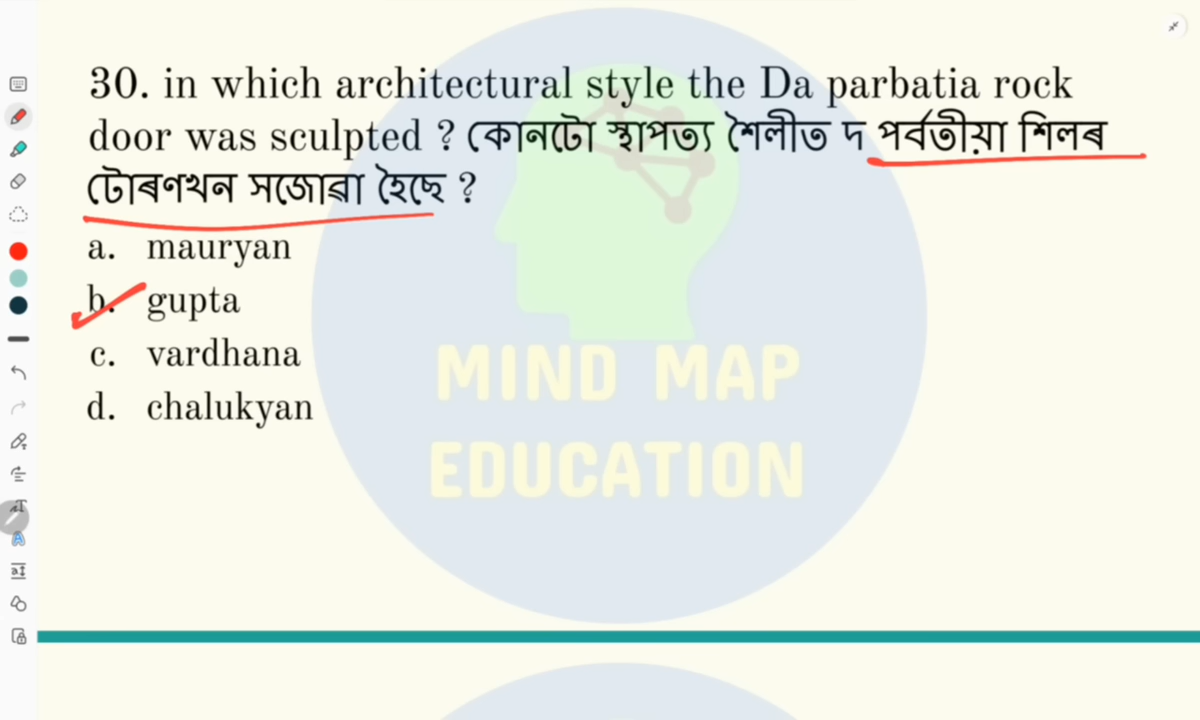 30. in which architectural style the Da parbatia rock
door was sculpted ? কোনটো স্থাপত্য শৈলীত দ পৰ্বতীয়া শিলৰ
টোৰণখন সজোৱা হৈছে ?
a. mauryan
b. gupta
c. vardhana
d. chalukyan
MIND MAP
EDUCATION